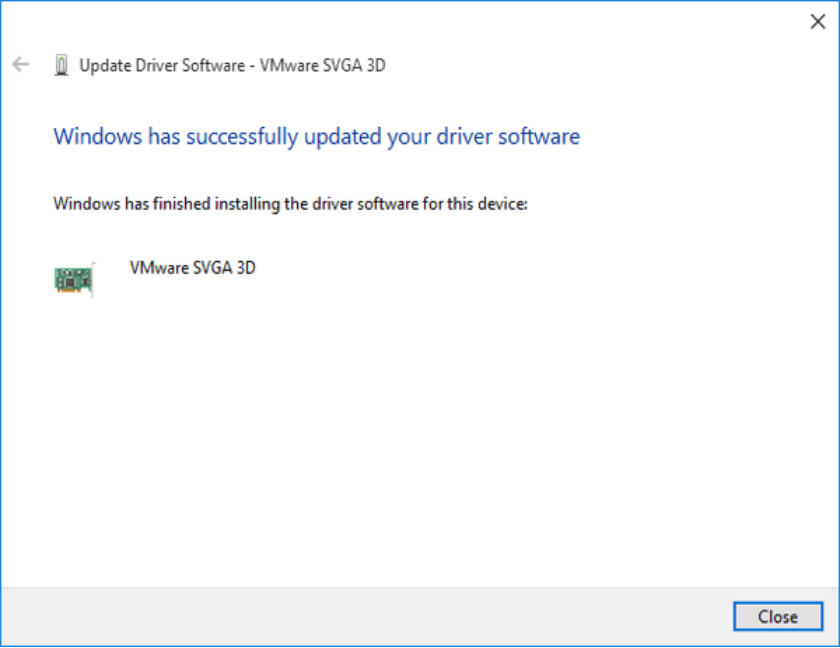 Update Driver Software - VMware SVGA 3D
Windows has successfully updated your driver software
Windows has finished installing the driver software for this device:
VMware SVGA 3D
Close